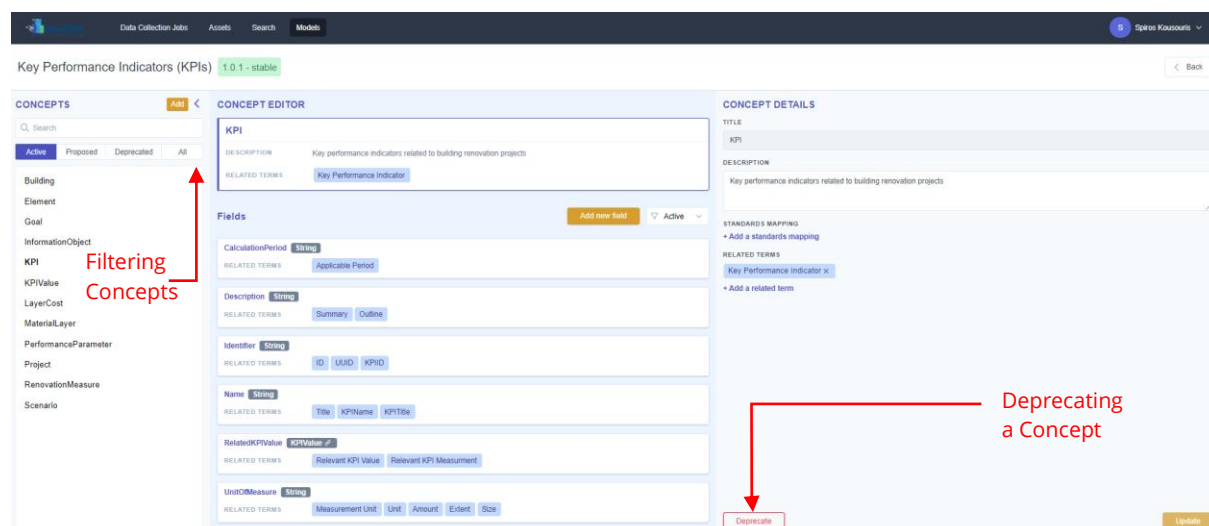 Data Collection Jobs Assets Search Models S Spiros Kousouris
Key Performance Indicators (KPIs) 1.0.1 - stable Back
CONCEPTS Add
Search
Active Proposed Deprecated All
Building
Element
Goal
InformationObject
KPI
KPIValue
LayerCost
MaterialLayer
PerformanceParameter
Project
RenovationMeasure
Scenario
Filtering
Concepts
CONCEPT EDITOR
KPI
DESCRIPTION Key performance indicators related to building renovation projects
RELATED TERMS Key Performance Indicator
Fields Add new field Active
CalculationPeriod String
RELATED TERMS Applicable Period
Description String
RELATED TERMS Summary Outline
Identifier String
RELATED TERMS ID UUID KPIID
Name String
RELATED TERMS Title KPIName KPITitle
RelatedKPIValue KPIValue
RELATED TERMS Relevant KPI Value Relevant KPI Measurment
UnitOfMeasure String
RELATED TERMS Measurement Unit Unit Amount Extent Size
CONCEPT DETAILS
TITLE
KPI
DESCRIPTION
Key performance indicators related to building renovation projects
STANDARDS MAPPING
+ Add a standards mapping
RELATED TERMS
Key Performance Indicator ×
+ Add a related term
Deprecating
a Concept
Deprecate Update